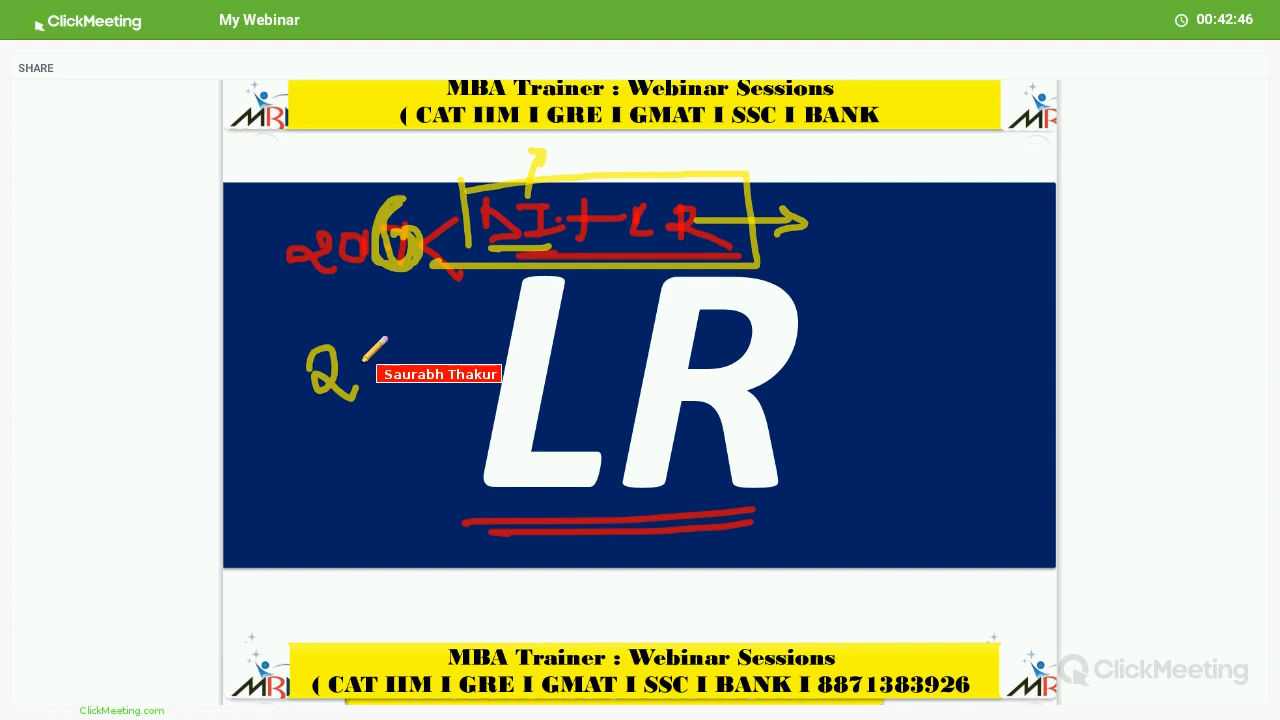 ClickMeeting My Webinar 00:42:46
SHARE
MBA Trainer : Webinar Sessions
( CAT IIM I GRE I GMAT I SSC I BANK
DI + LR
LR
2
Saurabh Thakur
MBA Trainer : Webinar Sessions
( CAT IIM I GRE I GMAT I SSC I BANK I 8871383926
ClickMeeting
ClickMeeting.com